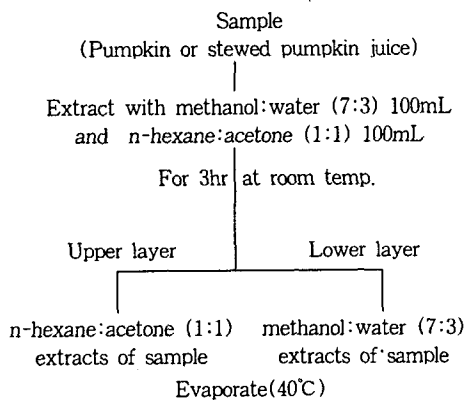 Sample
(Pumpkin or stewed pumpkin juice)
Extract with methanol:water (7:3) 100mL
and n-hexane:acetone (1:1) 100mL
For 3hr at room temp.
Upper layer Lower layer
n-hexane:acetone (1:1) methanol:water (7:3)
extracts of sample extracts of sample
Evaporate(40℃)